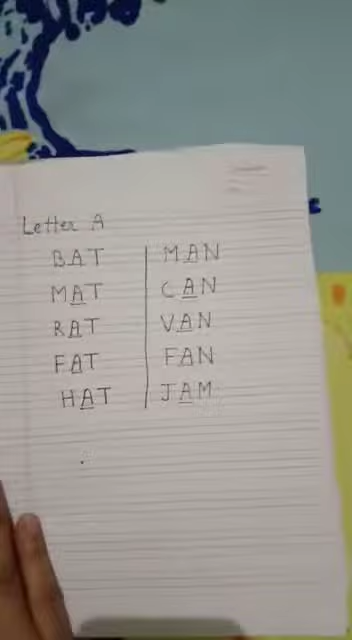 Letter A
BAT | MAN
MAT | CAN
RAT | VAN
FAT | FAN
HAT | JAM